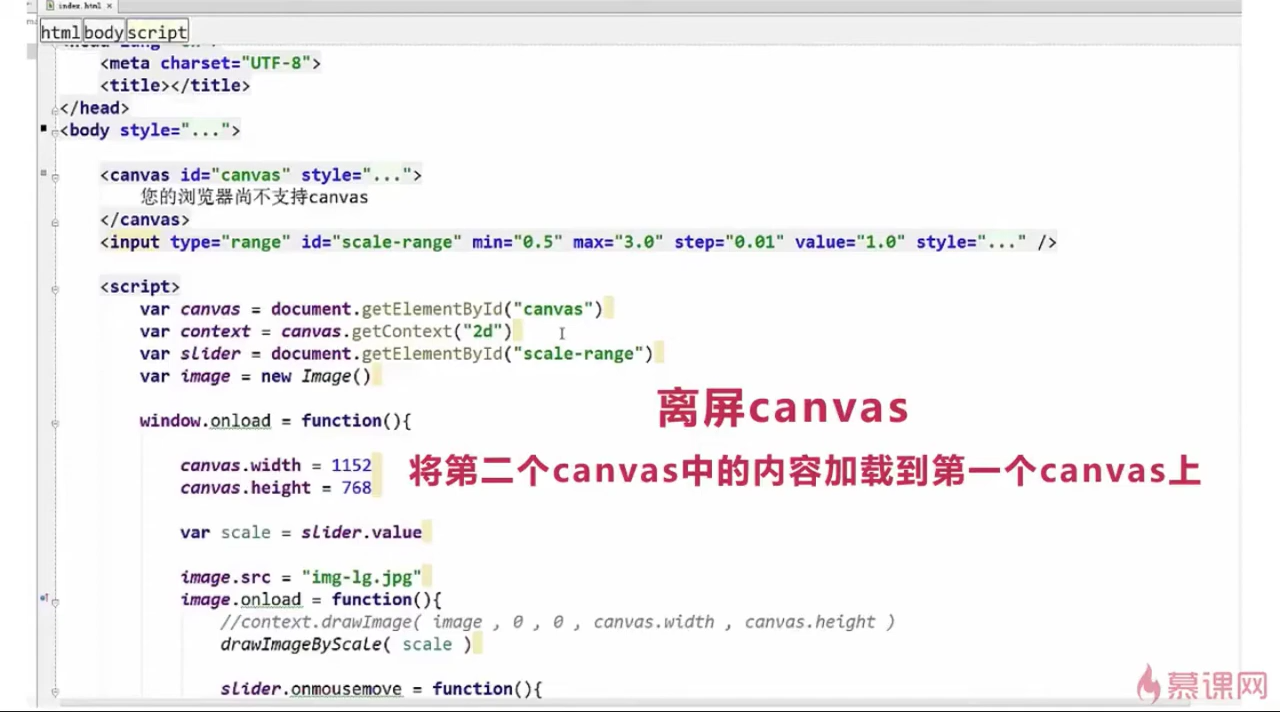 index.html ×
html body script
<meta charset="UTF-8">
<title></title>
</head>
<body style="...">
<canvas id="canvas" style="...">
您的浏览器尚不支持canvas
</canvas>
<input type="range" id="scale-range" min="0.5" max="3.0" step="0.01" value="1.0" style="..." />
<script>
var canvas = document.getElementById("canvas")
var context = canvas.getContext("2d")
var slider = document.getElementById("scale-range")
var image = new Image()
离屏canvas
window.onload = function(){
canvas.width = 1152
将第二个canvas中的内容加载到第一个canvas上
canvas.height = 768
var scale = slider.value
image.src = "img-lg.jpg"
image.onload = function(){
//context.drawImage( image , 0 , 0 , canvas.width , canvas.height )
drawImageByScale( scale )
slider.onmousemove = function(){
慕课网